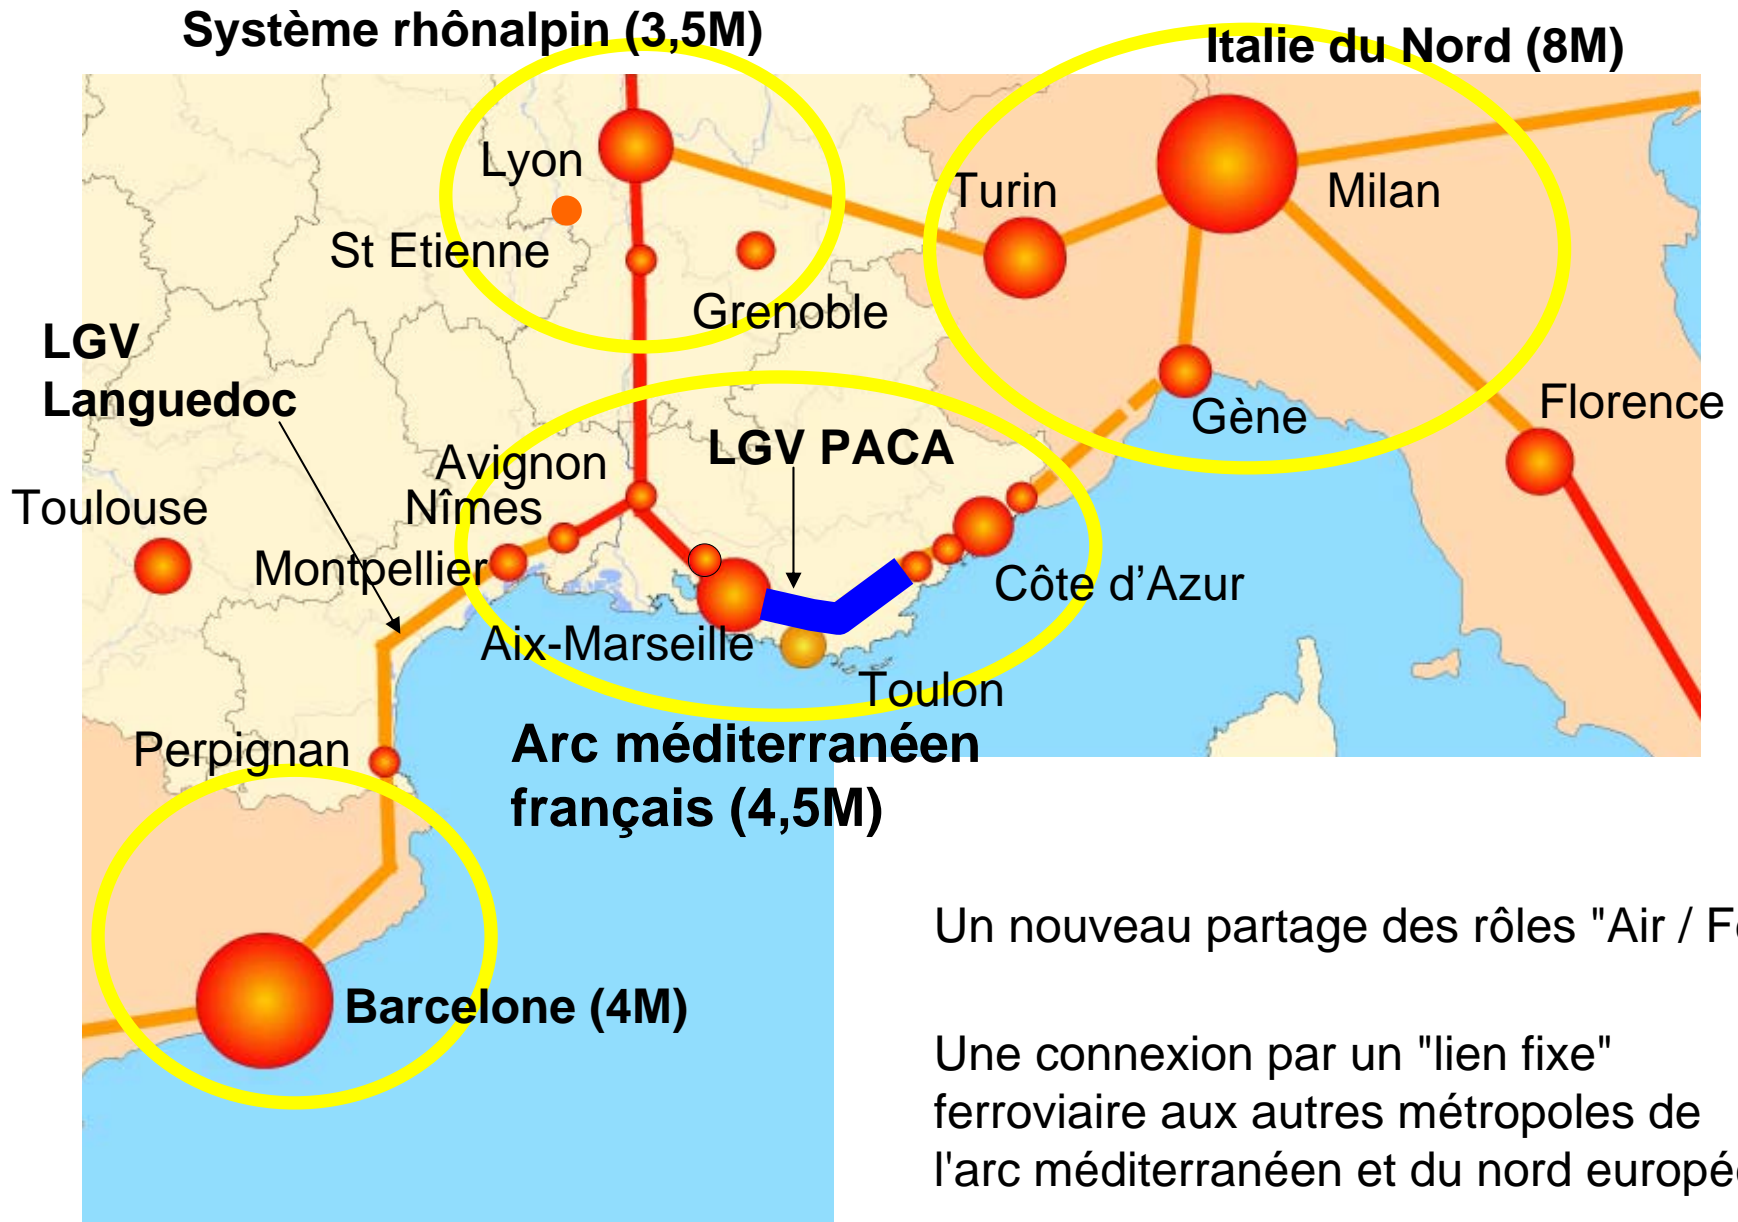 Système rhônalpin (3,5M)
Italie du Nord (8M)
Lyon
Turin
Milan
St Etienne
Grenoble
LGV
Languedoc
Gène
Florence
Avignon
LGV PACA
Toulouse
Nîmes
Montpellier
Côte d'Azur
Aix-Marseille
Toulon
Perpignan
Arc méditerranéen
français (4,5M)
Un nouveau partage des rôles "Air /
Barcelone (4M)
Une connexion par un "lien fixe"
ferroviaire aux autres métropoles de
l'arc méditerranéen et du nord